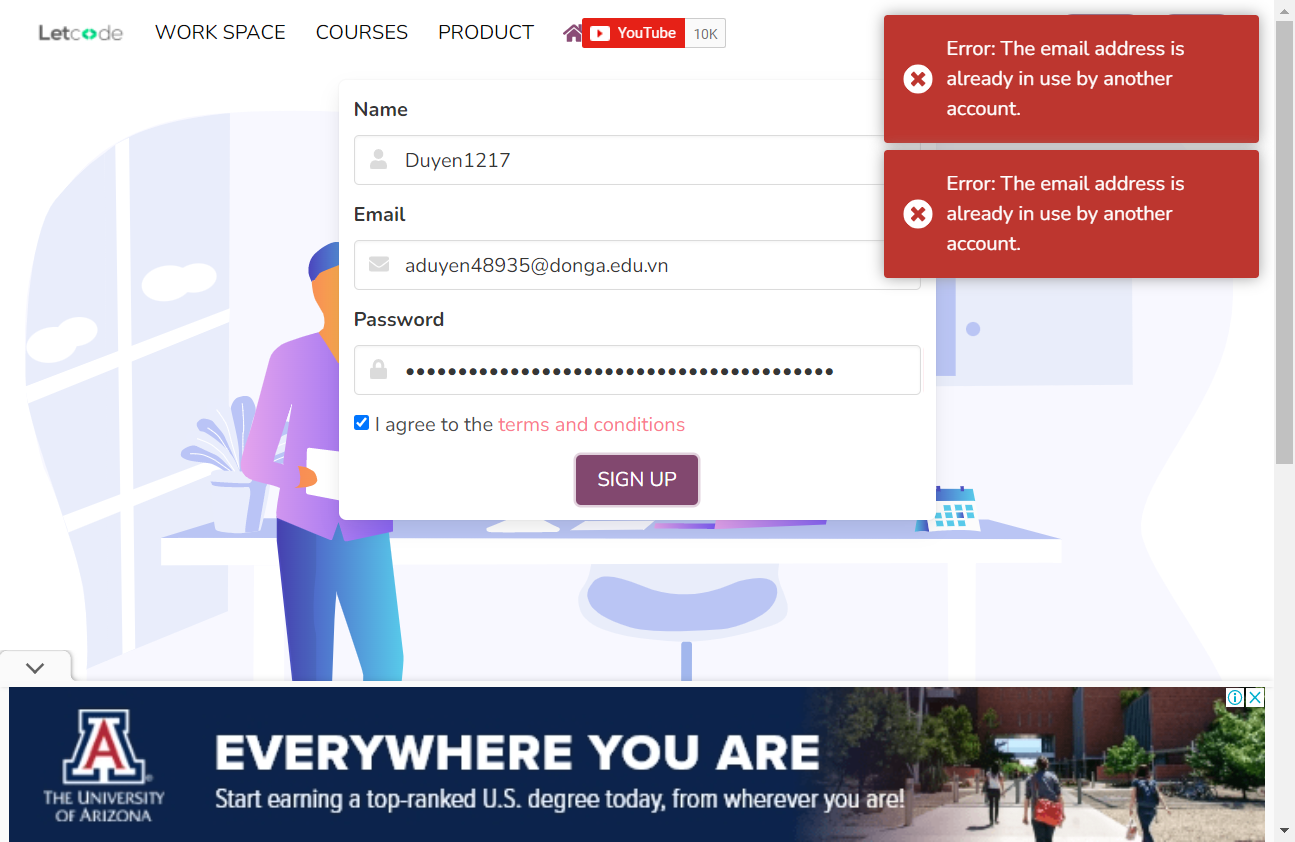 Letcode
WORK SPACE
COURSES
PRODUCT
YouTube
10K
Error: The email address is
already in use by another
account.
Error: The email address is
already in use by another
account.
Name
Duyen1217
Email
aduyen48935@donga.edu.vn
Password
•••••••••••••••••••••••••••••••••••••••••
I agree to the terms and conditions
SIGN UP
A
THE UNIVERSITY
OF ARIZONA
EVERYWHERE YOU ARE
Start earning a top-ranked U.S. degree today, from wherever you are!